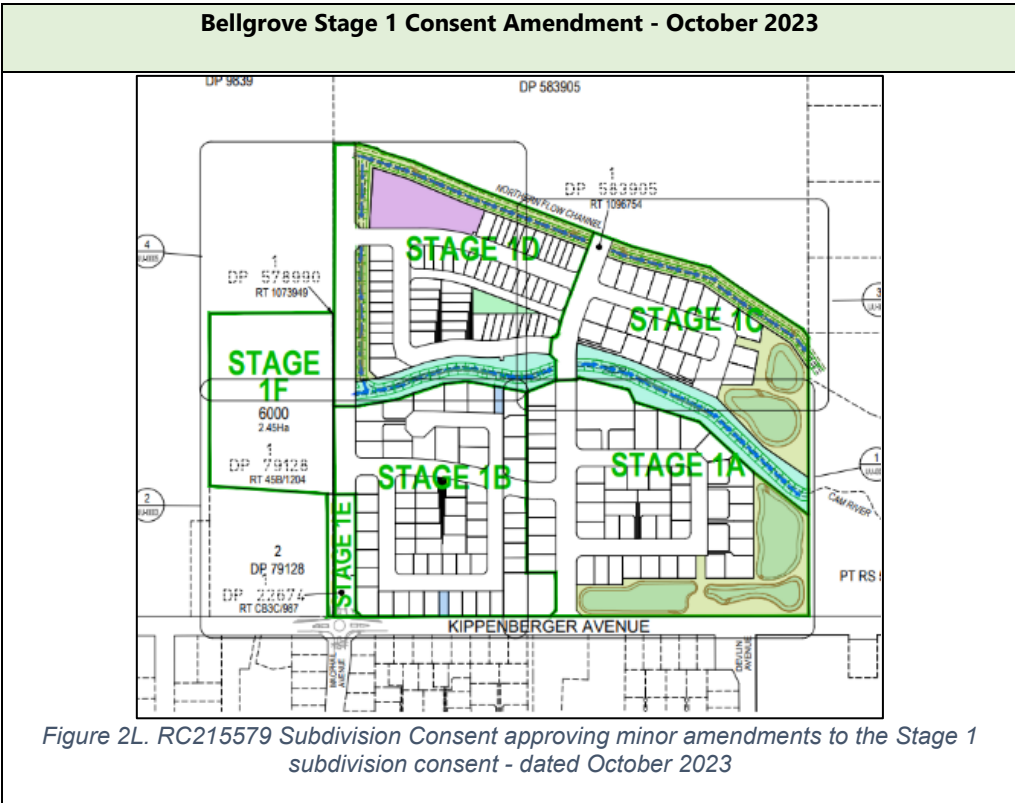 Bellgrove Stage 1 Consent Amendment - October 2023
DP 9839
DP 583905
1
DP 583905
RT 1096754
NORTHERN FLOW CHANNEL
4
STAGE 1D
1
DP 578990
RT 1073949
3
STAGE 1C
STAGE
1F
6000
2.45Ha
1
DP 79128
RT 45B/1204
STAGE 1B
STAGE 1A
1
CAM RIVER
2
STAGE 1E
2
DP 79128
1
DP 22674
RT CB3C/987
PT RS
KIPPENBERGER AVENUE
MACPHAIL
AVENUE
DEVLIN
AVENUE
Figure 2L. RC215579 Subdivision Consent approving minor amendments to the Stage 1
subdivision consent - dated October 2023